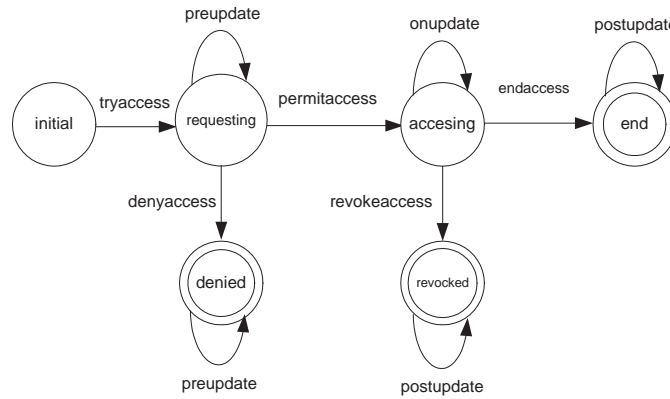 preupdate
onupdate
postupdate
tryaccess
permitaccess
endaccess
initial
requesting
accesing
end
denyaccess
revokeaccess
denied
revocked
preupdate
postupdate